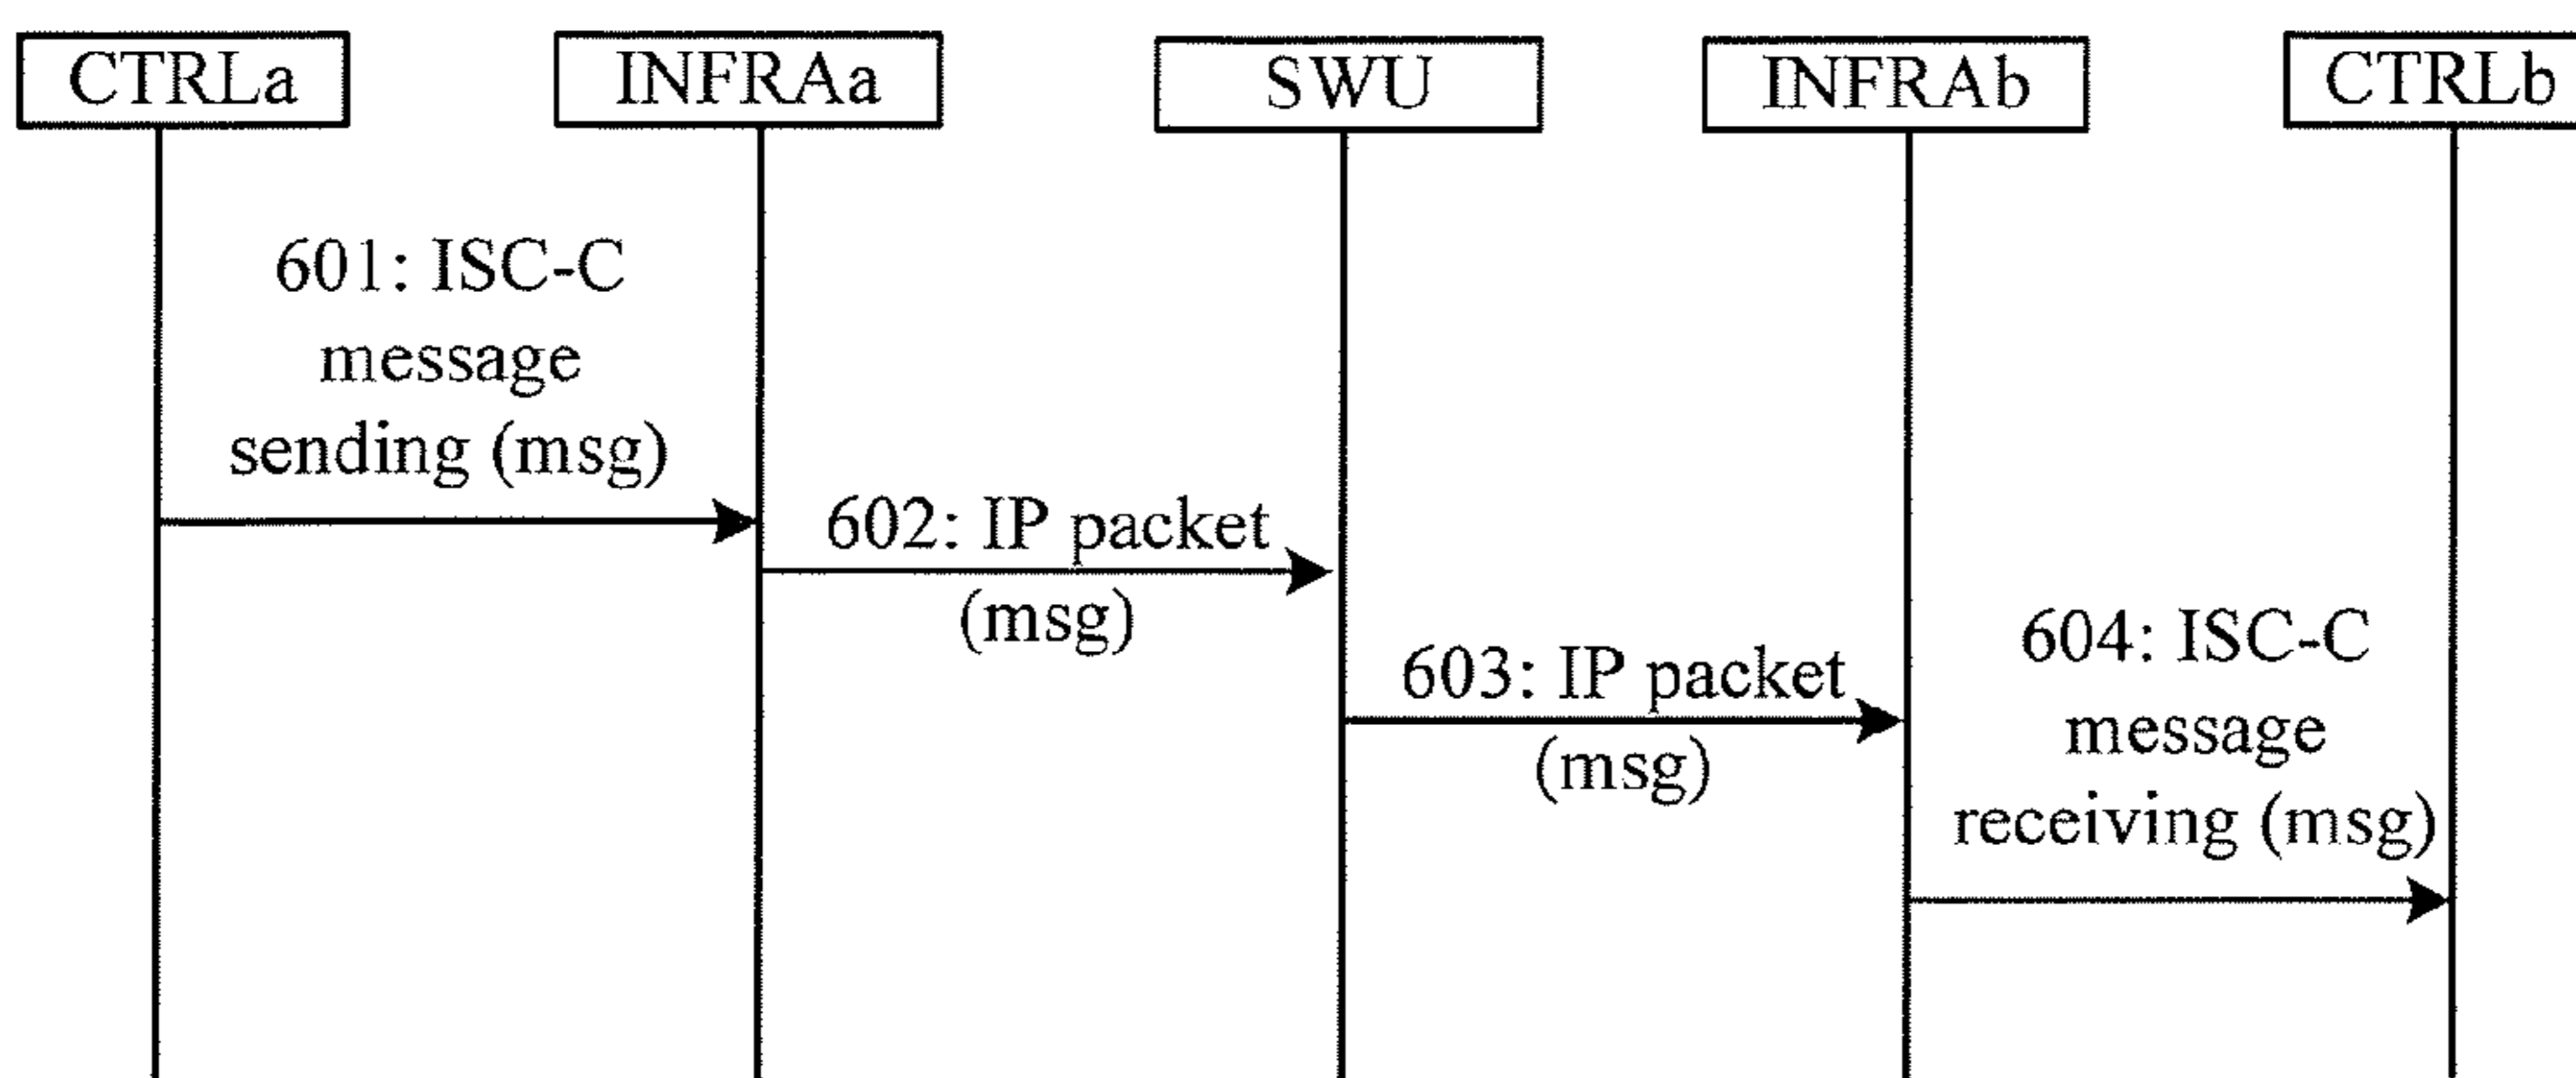 CTRLa
INFRAa
SWU
INFRAb
CTRLb
601: ISC-C
message
sending (msg)
602: IP packet
(msg)
603: IP packet
(msg)
604: ISC-C
message
receiving (msg)